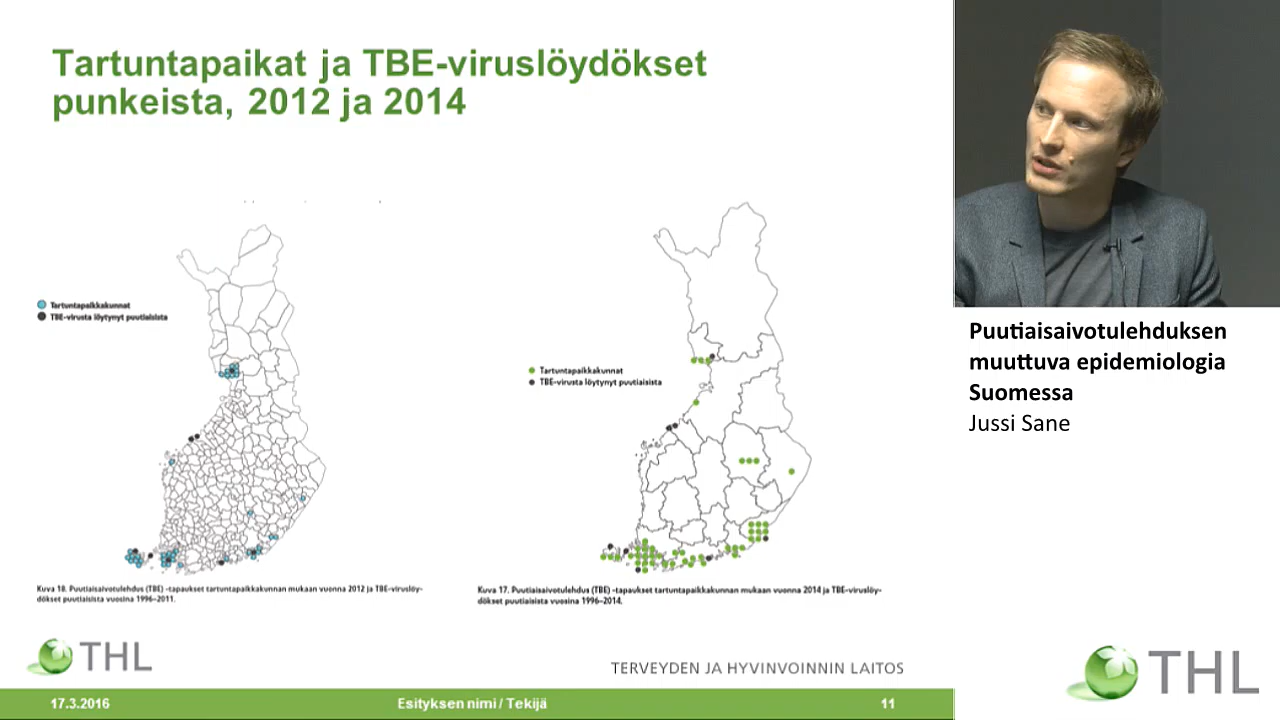 Tartuntapaikat ja TBE-viruslöydökset
punkeista, 2012 ja 2014
Tartuntapaikkakunnat
TBE-virusta löytynyt puutiaisista
Kuva 18. Puutiaisaivotulehdus (TBE) -tapaukset tartuntapaikkakunnan mukaan vuonna 2012 ja TBE-viruslöy-
dökset puutiaisista vuosina 1996–2011.
Tartuntapaikkakunnat
TBE-virusta löytynyt puutiaisista
Kuva 17. Puutiaisaivotulehdus (TBE) -tapaukset tartuntapaikkakunnan mukaan vuonna 2014 ja TBE-viruslöy-
dökset puutiaisista vuosina 1996–2014.
THL
TERVEYDEN JA HYVINVOINNIN LAITOS
17.3.2016
Esityksen nimi / Tekijä
11
Puutiaisaivotulehduksen
muuttuva epidemiologia
Suomessa
Jussi Sane
THL